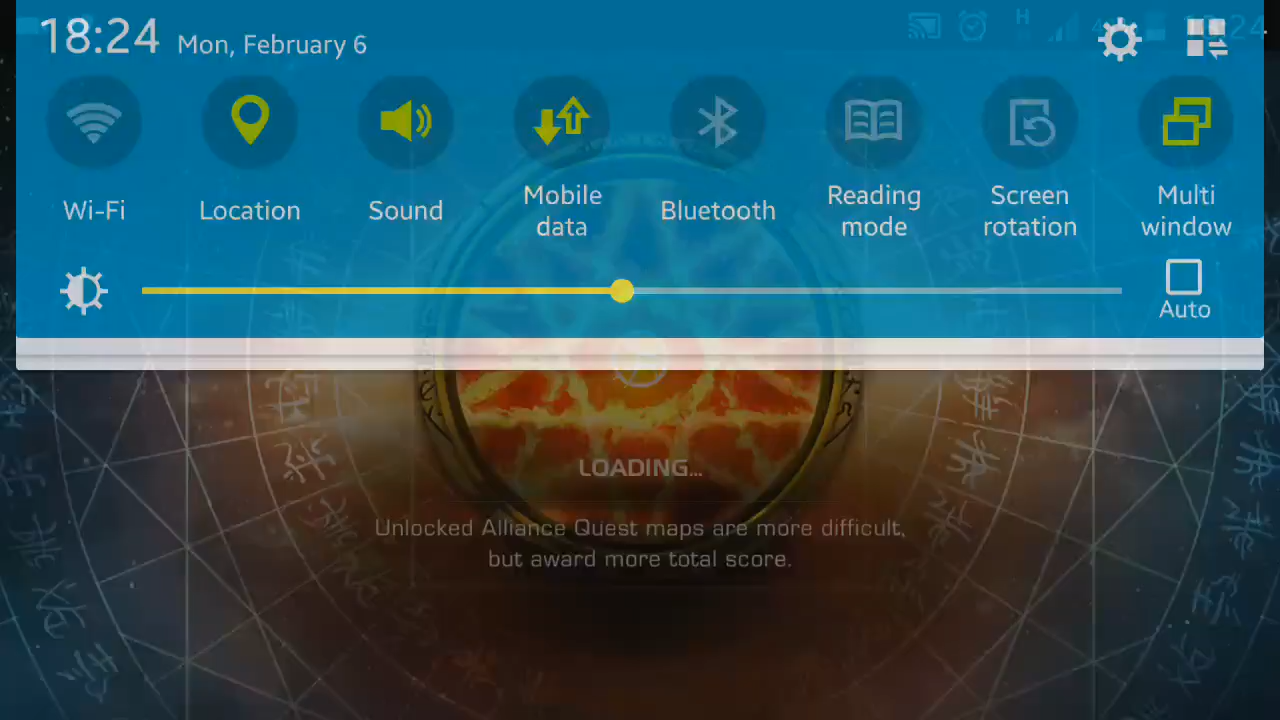 18:24 Mon, February 6
H
Wi-Fi
Location
Sound
Mobile
data
Bluetooth
Reading
mode
Screen
rotation
Multi
window
Auto
LOADING...
Unlocked Alliance Quest maps are more difficult,
but award more total score.